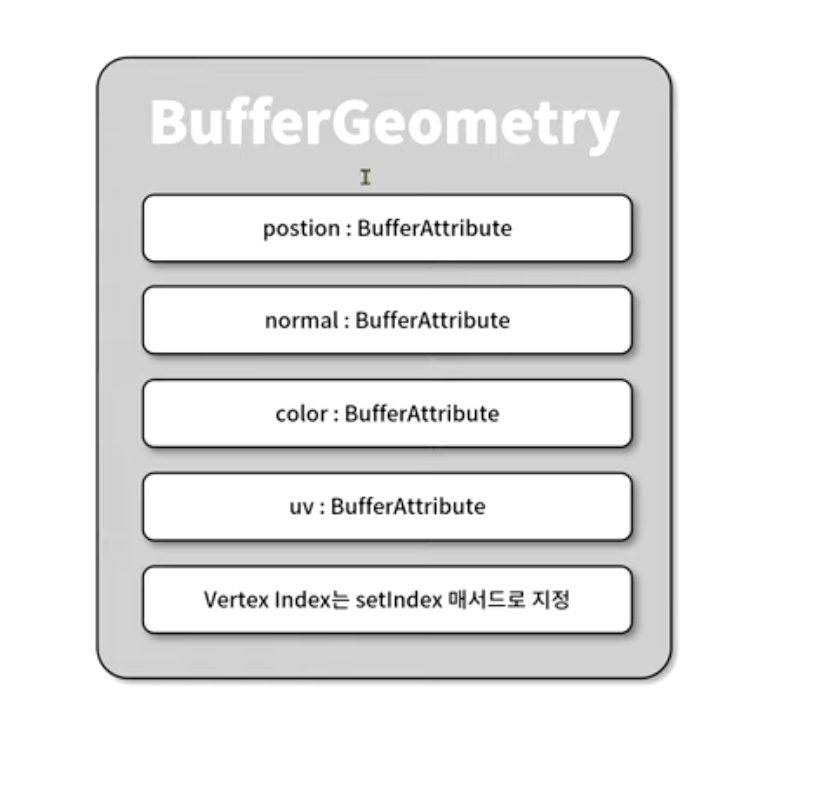 BufferGeometry
postion : BufferAttribute
normal : BufferAttribute
color : BufferAttribute
uv : BufferAttribute
Vertex Index는 setIndex 매서드로 지정